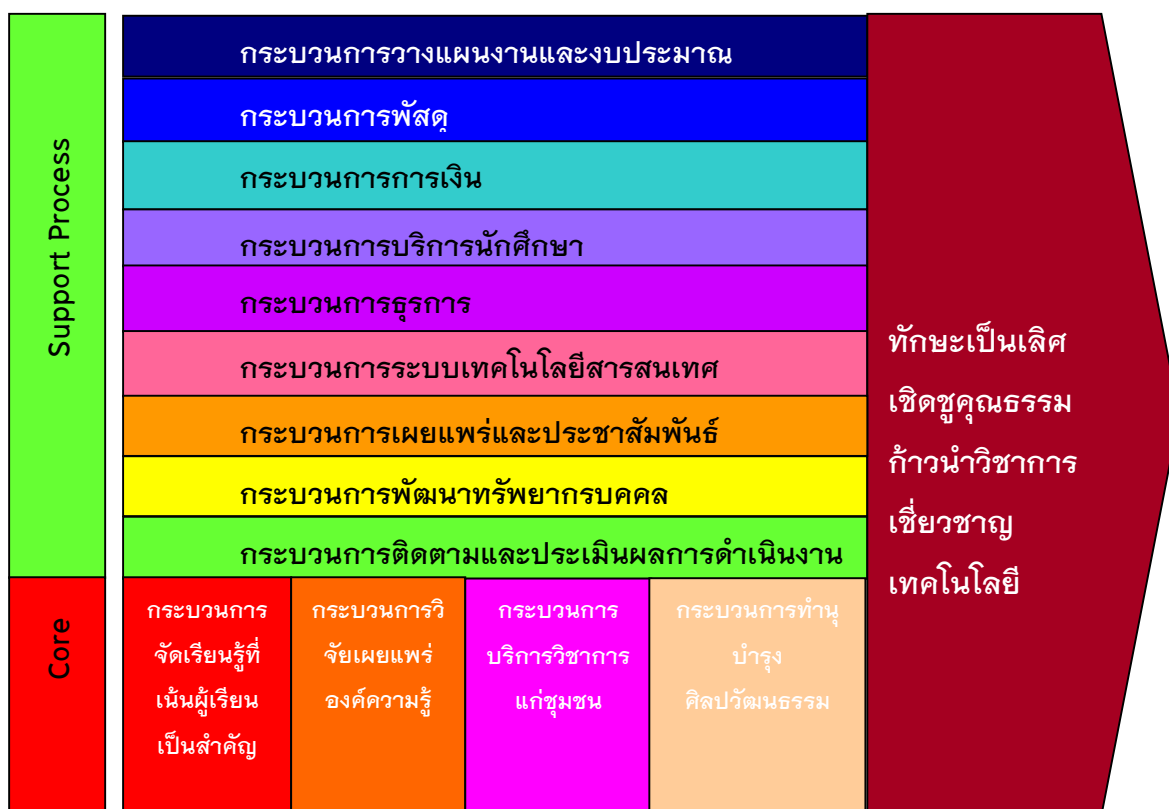 Support Process
กระบวนการวางแผนงานและงบประมาณ
กระบวนการพัสดุ
กระบวนการการเงิน
กระบวนการบริการนักศึกษา
กระบวนการธุรการ
กระบวนการระบบเทคโนโลยีสารสนเทศ
กระบวนการเผยแพร่และประชาสัมพันธ์
กระบวนการพัฒนาทรัพยากรบคคล
กระบวนการติดตามและประเมินผลการดำเนินงาน
Core
กระบวนการ
จัดเรียนรู้ที่
เน้นผู้เรียน
เป็นสำคัญ
กระบวนการวิ
จัยเผยแพร่
องค์ความรู้
กระบวนการ
บริการวิชาการ
แก่ชุมชน
กระบวนการทำนุ
บำรุง
ศิลปวัฒนธรรม
ทักษะเป็นเลิศ
เชิดชูคุณธรรม
ก้าวนำวิชาการ
เชี่ยวชาญ
เทคโนโลยี